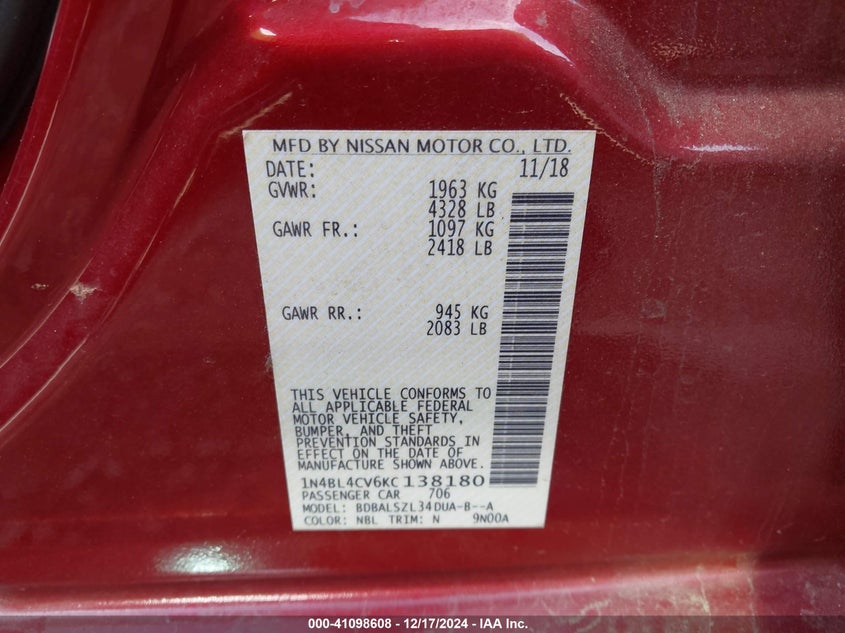 MFD BY NISSAN MOTOR CO., LTD.
DATE: 11/18
GVWR: 1963 KG
4328 LB
GAWR FR.: 1097 KG
2418 LB
GAWR RR.: 945 KG
2083 LB
THIS VEHICLE CONFORMS TO
ALL APPLICABLE FEDERAL
MOTOR VEHICLE SAFETY,
BUMPER, AND THEFT
PREVENTION STANDARDS IN
EFFECT ON THE DATE OF
MANUFACTURE SHOWN ABOVE.
1N4BL4CV6KC138180
PASSENGER CAR 706
MODEL: BDBALSZL34DUA-B--A
COLOR: NBL TRIM: N 9N00A
000-41098608 - 12/17/2024 - IAA Inc.